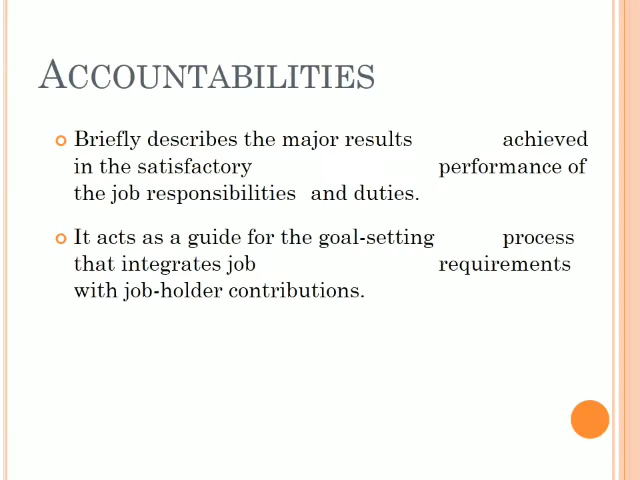 ACCOUNTABILITIES
Briefly describes the major results achieved
in the satisfactory performance of
the job responsibilities and duties.
It acts as a guide for the goal-setting process
that integrates job requirements
with job-holder contributions.